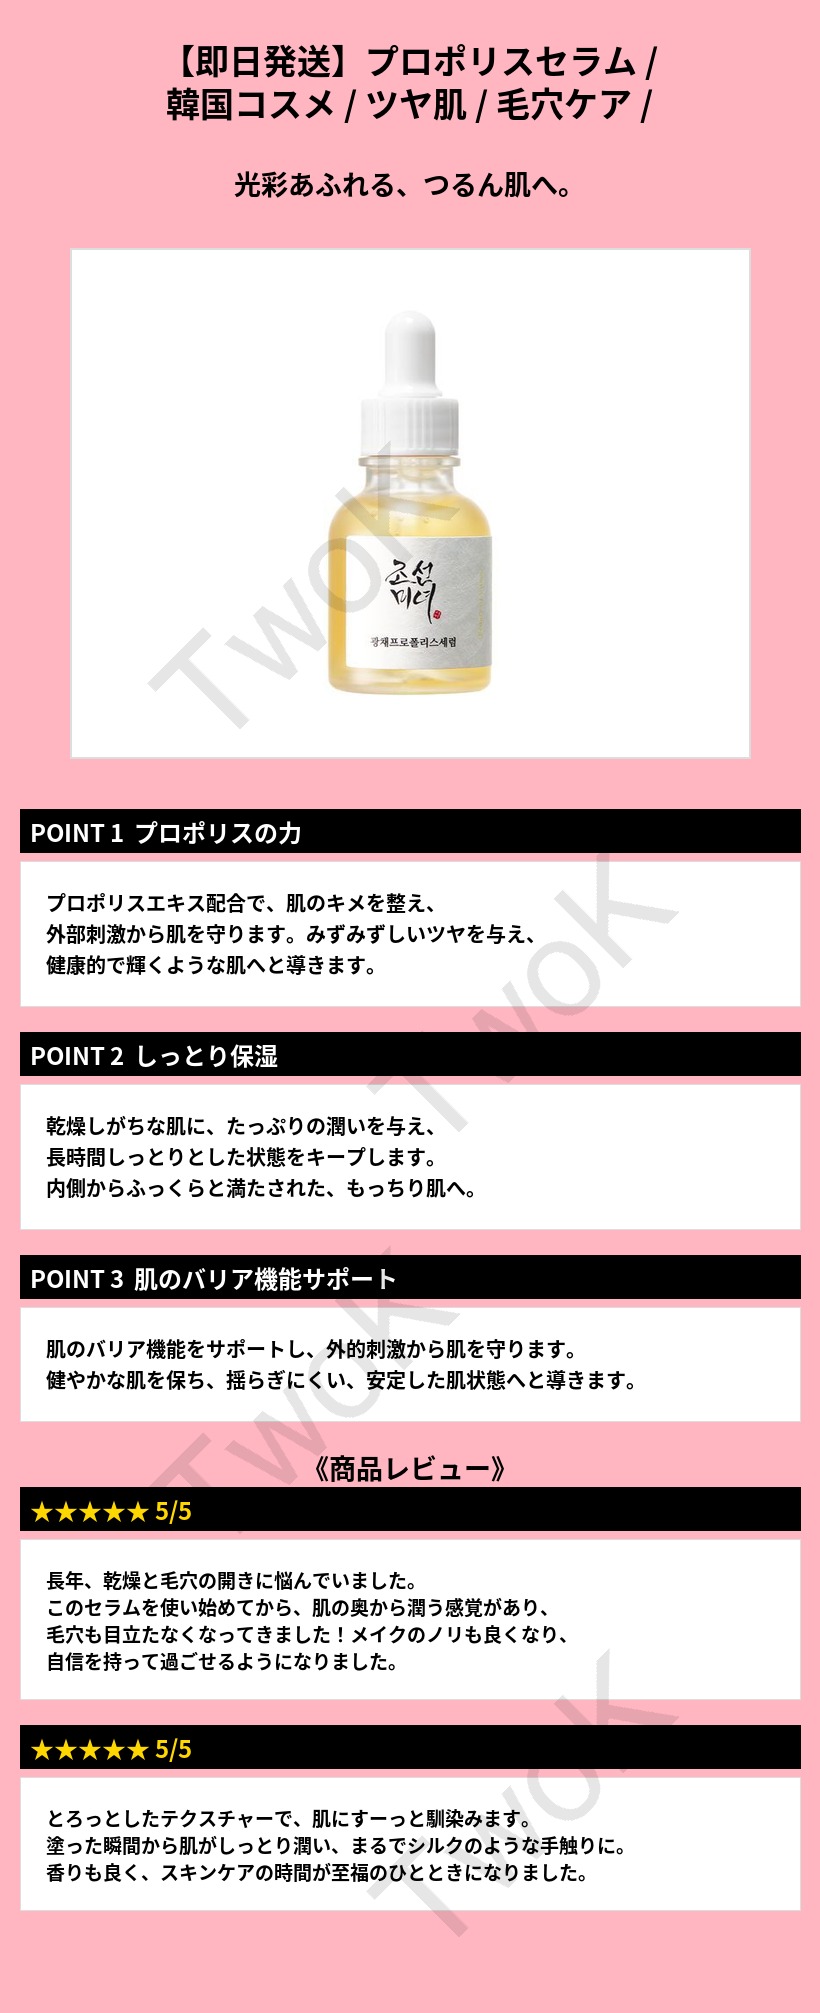 【即日発送】プロポリスセラム /
韓国コスメ / ツヤ肌 / 毛穴ケア /
光彩あふれる、つるん肌へ。
조선
미녀
광채프로폴리스세럼
TwoK
POINT 1 プロポリスの力
プロポリスエキス配合で、肌のキメを整え、
外部刺激から肌を守ります。みずみずしいツヤを与え、
健康的で輝くような肌へと導きます。
TwoK
POINT 2 しっとり保湿
乾燥しがちな肌に、たっぷりの潤いを与え、
長時間しっとりとした状態をキープします。
内側からふっくらと満たされた、もっちり肌へ。
POINT 3 肌のバリア機能サポート
肌のバリア機能をサポートし、外的刺激から肌を守ります。
健やかな肌を保ち、揺らぎにくい、安定した肌状態へと導きます。
TwoK
《商品レビュー》
★★★★★ 5/5
長年、乾燥と毛穴の開きに悩んでいました。
このセラムを使い始めてから、肌の奥から潤う感覚があり、
毛穴も目立たなくなってきました！メイクのノリも良くなり、
自信を持って過ごせるようになりました。
★★★★★ 5/5
とろっとしたテクスチャーで、肌にすーっと馴染みます。
塗った瞬間から肌がしっとり潤い、まるでシルクのような手触りに。
香りも良く、スキンケアの時間が至福のひとときになりました。
TwoK